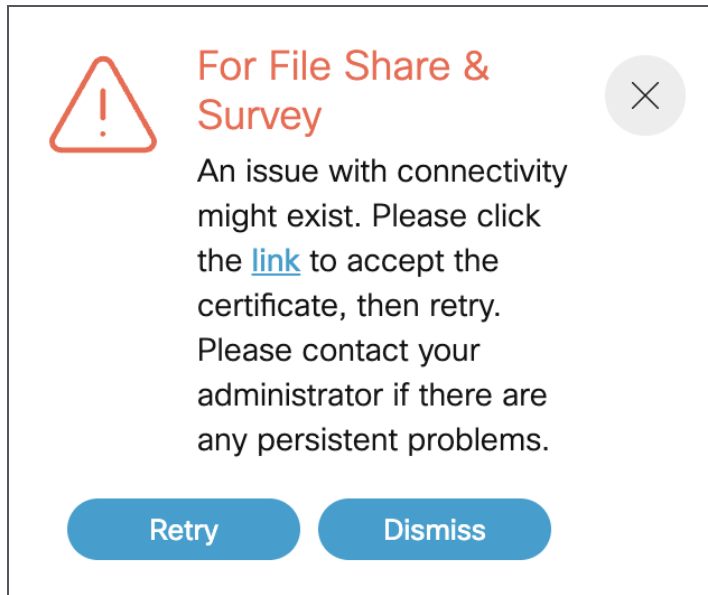 For File Share &
Survey
An issue with connectivity
might exist. Please click
the link to accept the
certificate, then retry.
Please contact your
administrator if there are
any persistent problems.
Retry Dismiss